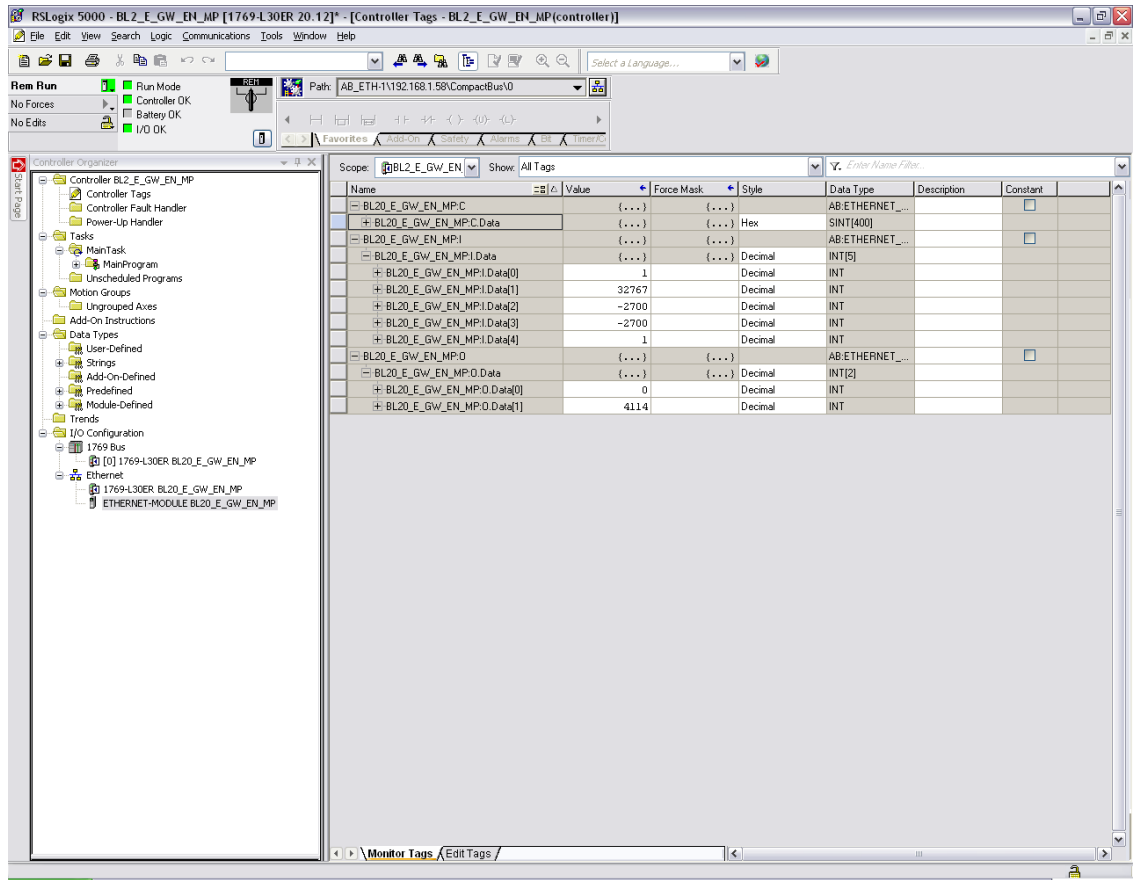 RSLogix 5000 - BL2_E_GW_EN_MP [1769-L30ER 20.12]* - [Controller Tags - BL2_E_GW_EN_MP(controller)]
File Edit View Search Logic Communications Tools Window Help
Select a Language...
Rem Run
Run Mode
REM
Path: AB_ETH-1\192.168.1.58\CompactBus\0
No Forces
Controller OK
Battery OK
No Edits
I/O OK
Favorites Add-On Safety Alarms Bit Timer/C
Start Page
Controller Organizer
Controller BL2_E_GW_EN_MP
Controller Tags
Controller Fault Handler
Power-Up Handler
Tasks
MainTask
MainProgram
Unscheduled Programs
Motion Groups
Ungrouped Axes
Add-On Instructions
Data Types
User-Defined
Strings
Add-On-Defined
Predefined
Module-Defined
Trends
I/O Configuration
1769 Bus
[0] 1769-L30ER BL20_E_GW_EN_MP
Ethernet
1769-L30ER BL20_E_GW_EN_MP
ETHERNET-MODULE BL20_E_GW_EN_MP
Scope: BL2_E_GW_EN Show: All Tags Enter Name Filter...
Name Value Force Mask Style Data Type Description Constant
BL20_E_GW_EN_MP:C {...} {...} AB:ETHERNET_...
BL20_E_GW_EN_MP:C.Data {...} {...} Hex SINT[400]
BL20_E_GW_EN_MP:I {...} {...} AB:ETHERNET_...
BL20_E_GW_EN_MP:I.Data {...} {...} Decimal INT[5]
BL20_E_GW_EN_MP:I.Data[0] 1 Decimal INT
BL20_E_GW_EN_MP:I.Data[1] 32767 Decimal INT
BL20_E_GW_EN_MP:I.Data[2] -2700 Decimal INT
BL20_E_GW_EN_MP:I.Data[3] -2700 Decimal INT
BL20_E_GW_EN_MP:I.Data[4] 1 Decimal INT
BL20_E_GW_EN_MP:O {...} {...} AB:ETHERNET_...
BL20_E_GW_EN_MP:O.Data {...} {...} Decimal INT[2]
BL20_E_GW_EN_MP:O.Data[0] 0 Decimal INT
BL20_E_GW_EN_MP:O.Data[1] 4114 Decimal INT
Monitor Tags Edit Tags